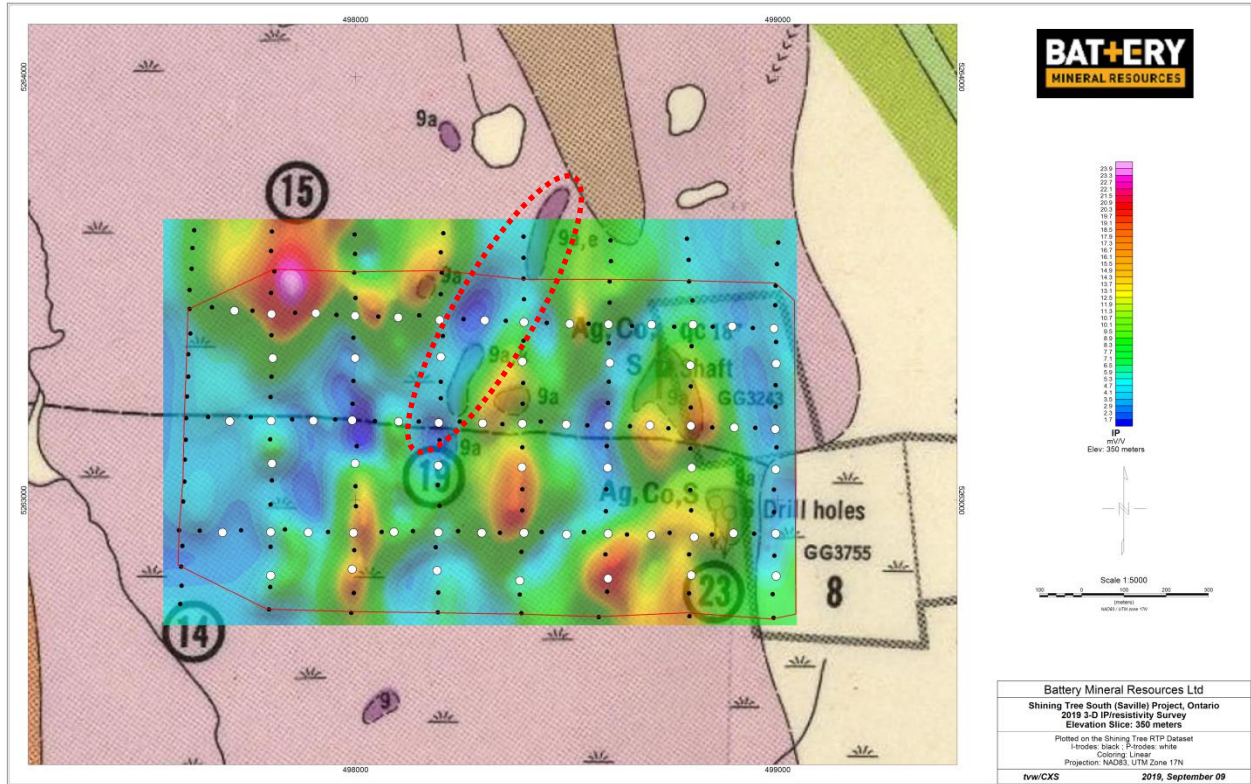 498000
499000
5264000
5264000
9a
15
9a,e
9a
Ag, Co,
qc 18"
S,
Shaft
9a
9a
GG3243
9a
19
9a
Ag,Co,S
6 Drill holes
GG3755
23
8
14
9
5263000
5263000
498000
499000
BATTERY
MINERAL RESOURCES
23.9
23.3
22.7
22.1
21.5
20.9
20.3
19.7
19.1
18.5
17.9
17.3
16.7
16.1
15.5
14.9
14.3
13.7
13.1
12.5
11.9
11.3
10.7
10.1
9.5
8.9
8.3
7.7
7.1
6.5
5.9
5.3
4.7
4.1
3.5
2.9
2.3
1.7
IP
mV/V
Elev: 350 meters
Scale 1:5000
100 0 100 200 300
(meters)
NAD83 / UTM zone 17N
Battery Mineral Resources Ltd
Shining Tree South (Saville) Project, Ontario
2019 3-D IP/resistivity Survey
Elevation Slice: 350 meters
Plotted on the Shining Tree RTP Dataset
I-trodes: black ; P-trodes: white
Coloring: Linear
Projection: NAD83, UTM Zone 17N
tvw/CXS 2019, September 09